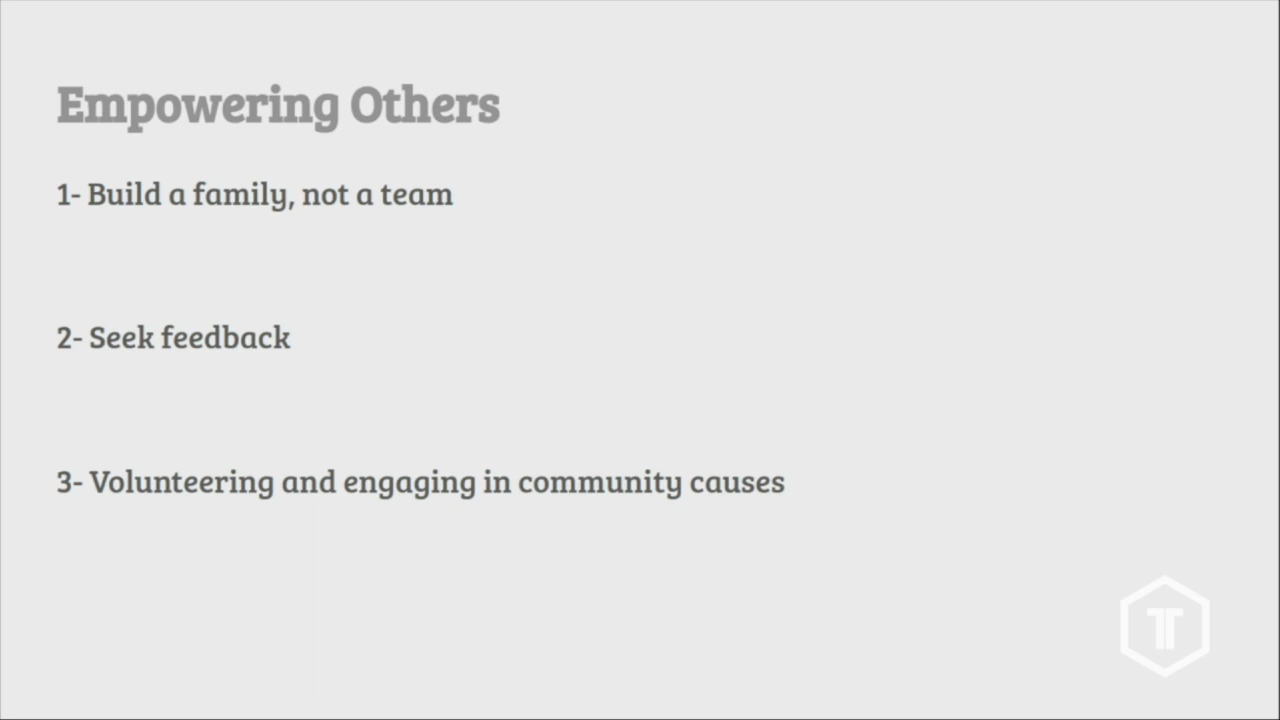 Empowering Others
1- Build a family, not a team
2- Seek feedback
3- Volunteering and engaging in community causes